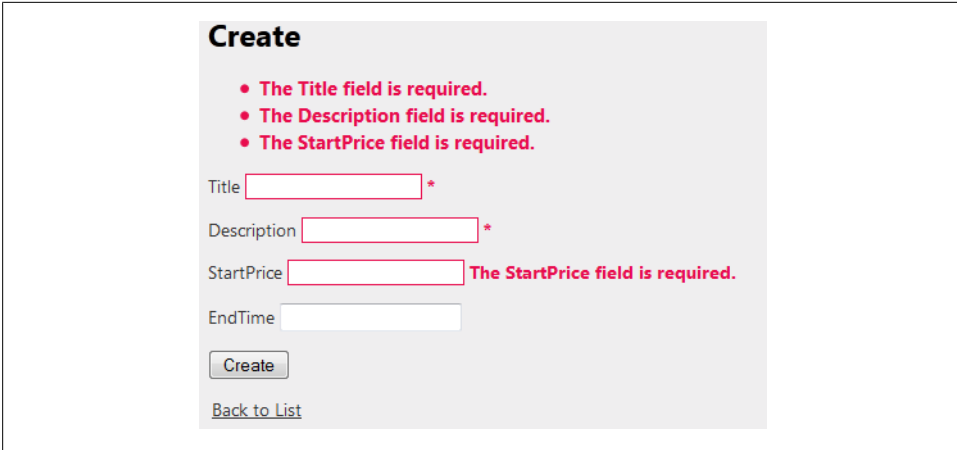 Create
• The Title field is required.
• The Description field is required.
• The StartPrice field is required.
Title *
Description *
StartPrice The StartPrice field is required.
EndTime
Create
Back to List